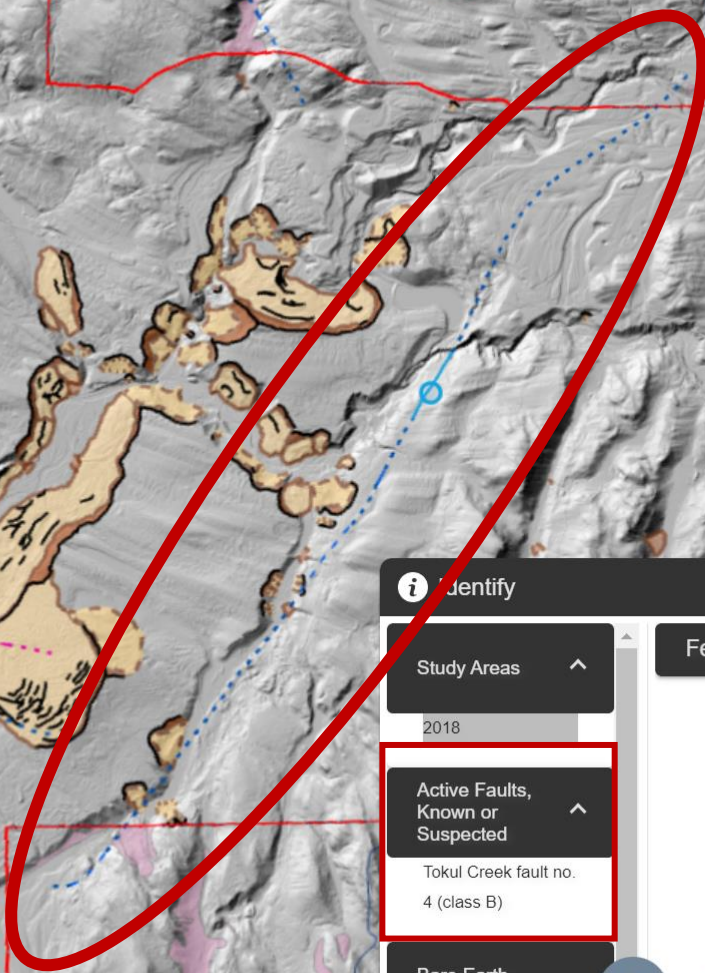 Identify
Study Areas
2018
Active Faults,
Known or
Suspected
Tokul Creek fault no.
4 (class B)